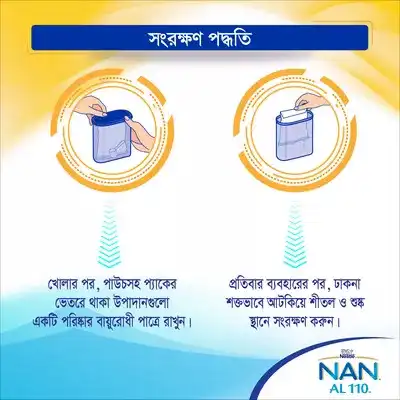 সংরক্ষণ পদ্ধতি
খোলার পর, পাউচসহ প্যাকের
ভেতরে থাকা উপাদানগুলো
একটি পরিষ্কার বায়ুরোধী পাত্রে রাখুন।
প্রতিবার ব্যবহারের পর, ঢাকনা
শক্তভাবে আটকিয়ে শীতল ও শুষ্ক
স্থানে সংরক্ষণ করুন।
Nestlé
NAN.
AL 110.